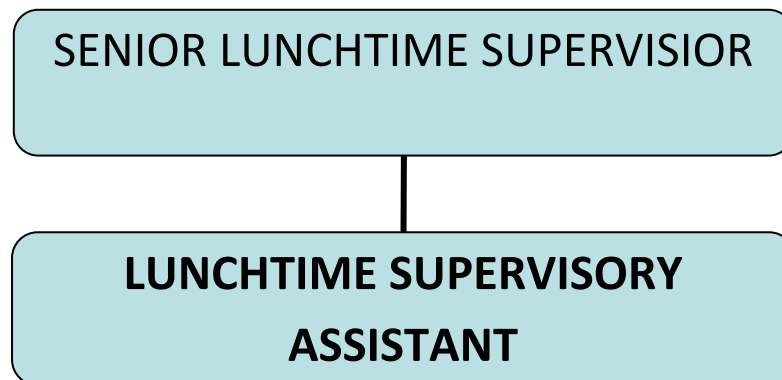 SENIOR LUNCHTIME SUPERVISIOR
LUNCHTIME SUPERVISORY
ASSISTANT